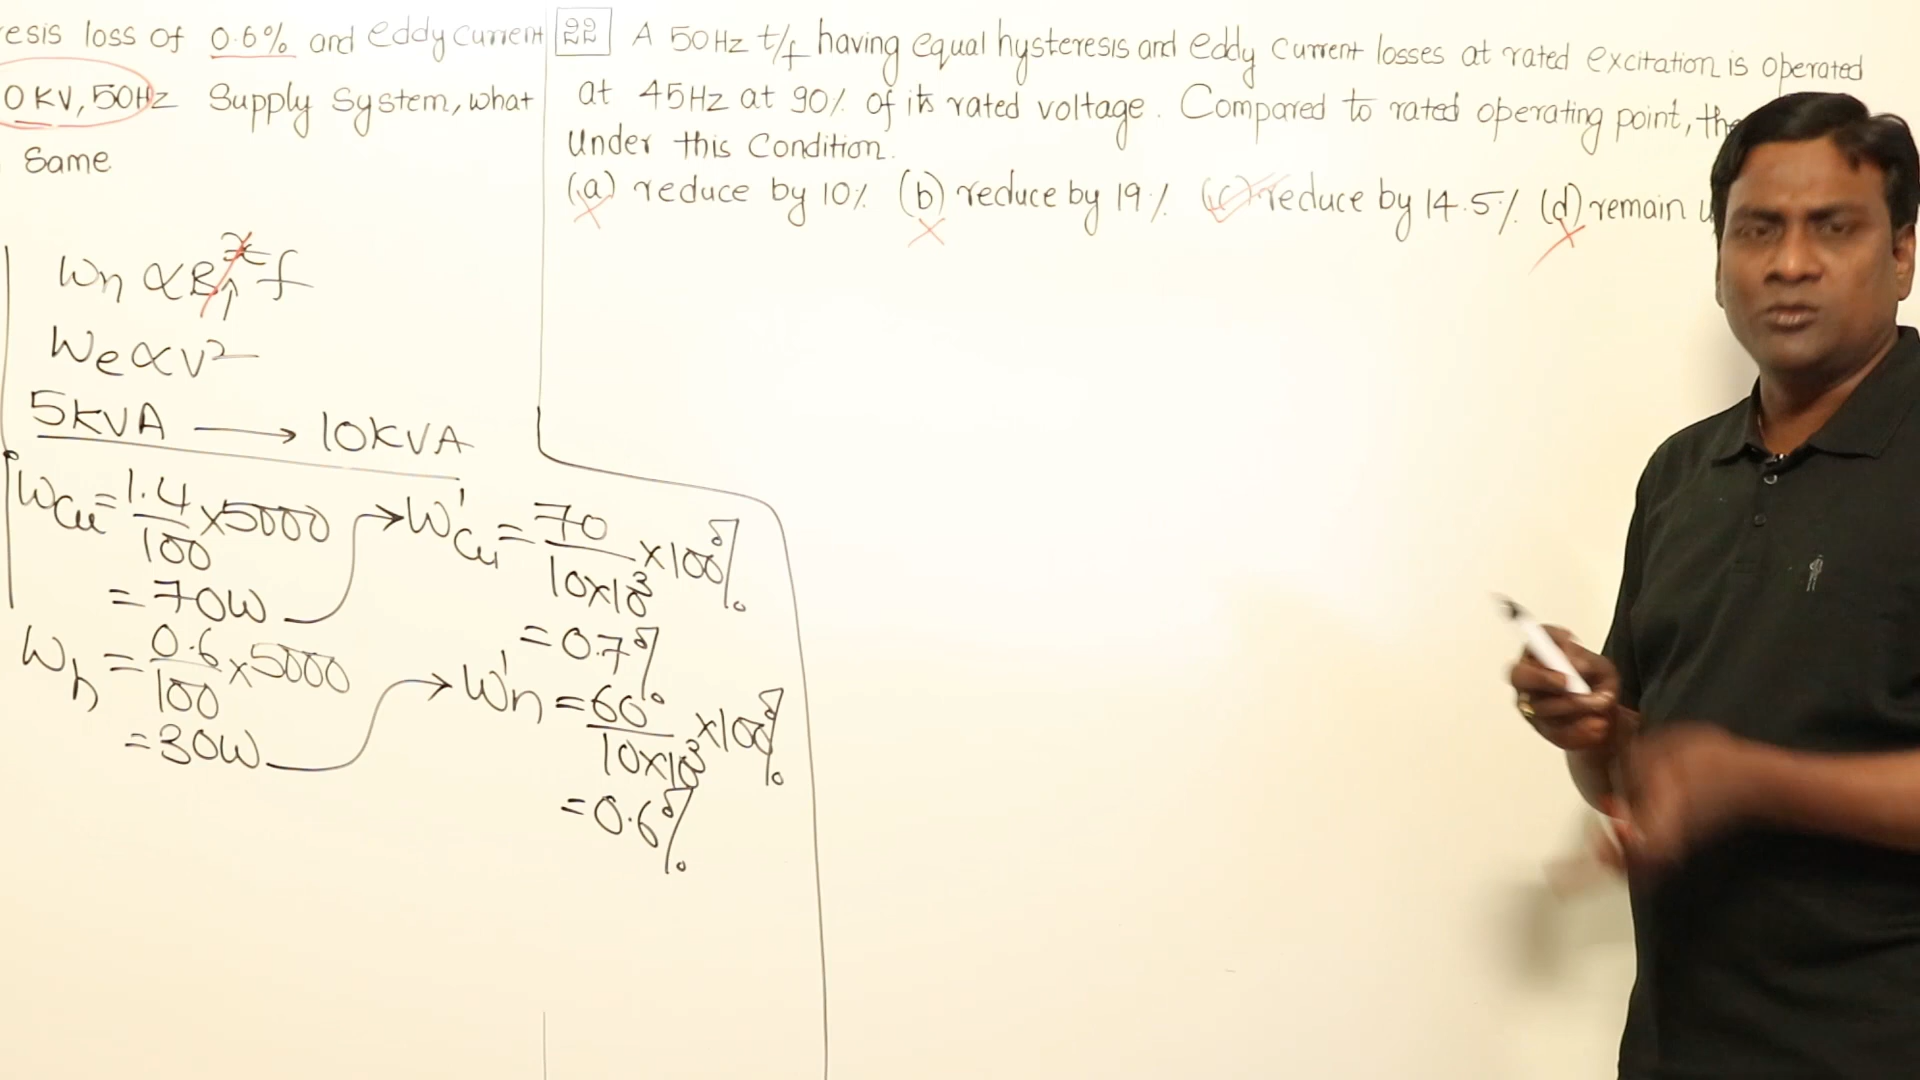 esis loss of 0.6% and eddy current
0 KV, 50Hz Supply System, what
Same
Wh ∝ B^x f
We ∝ V²
5KVA → 10KVA
Wcu = 1.4/100 × 5000
= 70W
Wh = 0.6/100 × 5000
= 30W
W'cu = 70/10×10³ × 100%
= 0.7%
W'h = 60/10×10³ × 100%
= 0.6%
22 A 50Hz t/f having equal hysteresis and eddy current losses at rated excitation is operated
at 45Hz at 90% of its rated voltage. Compared to rated operating point, the
Under this Condition.
(a) reduce by 10% (b) reduce by 19% (c) reduce by 14.5% (d) remain